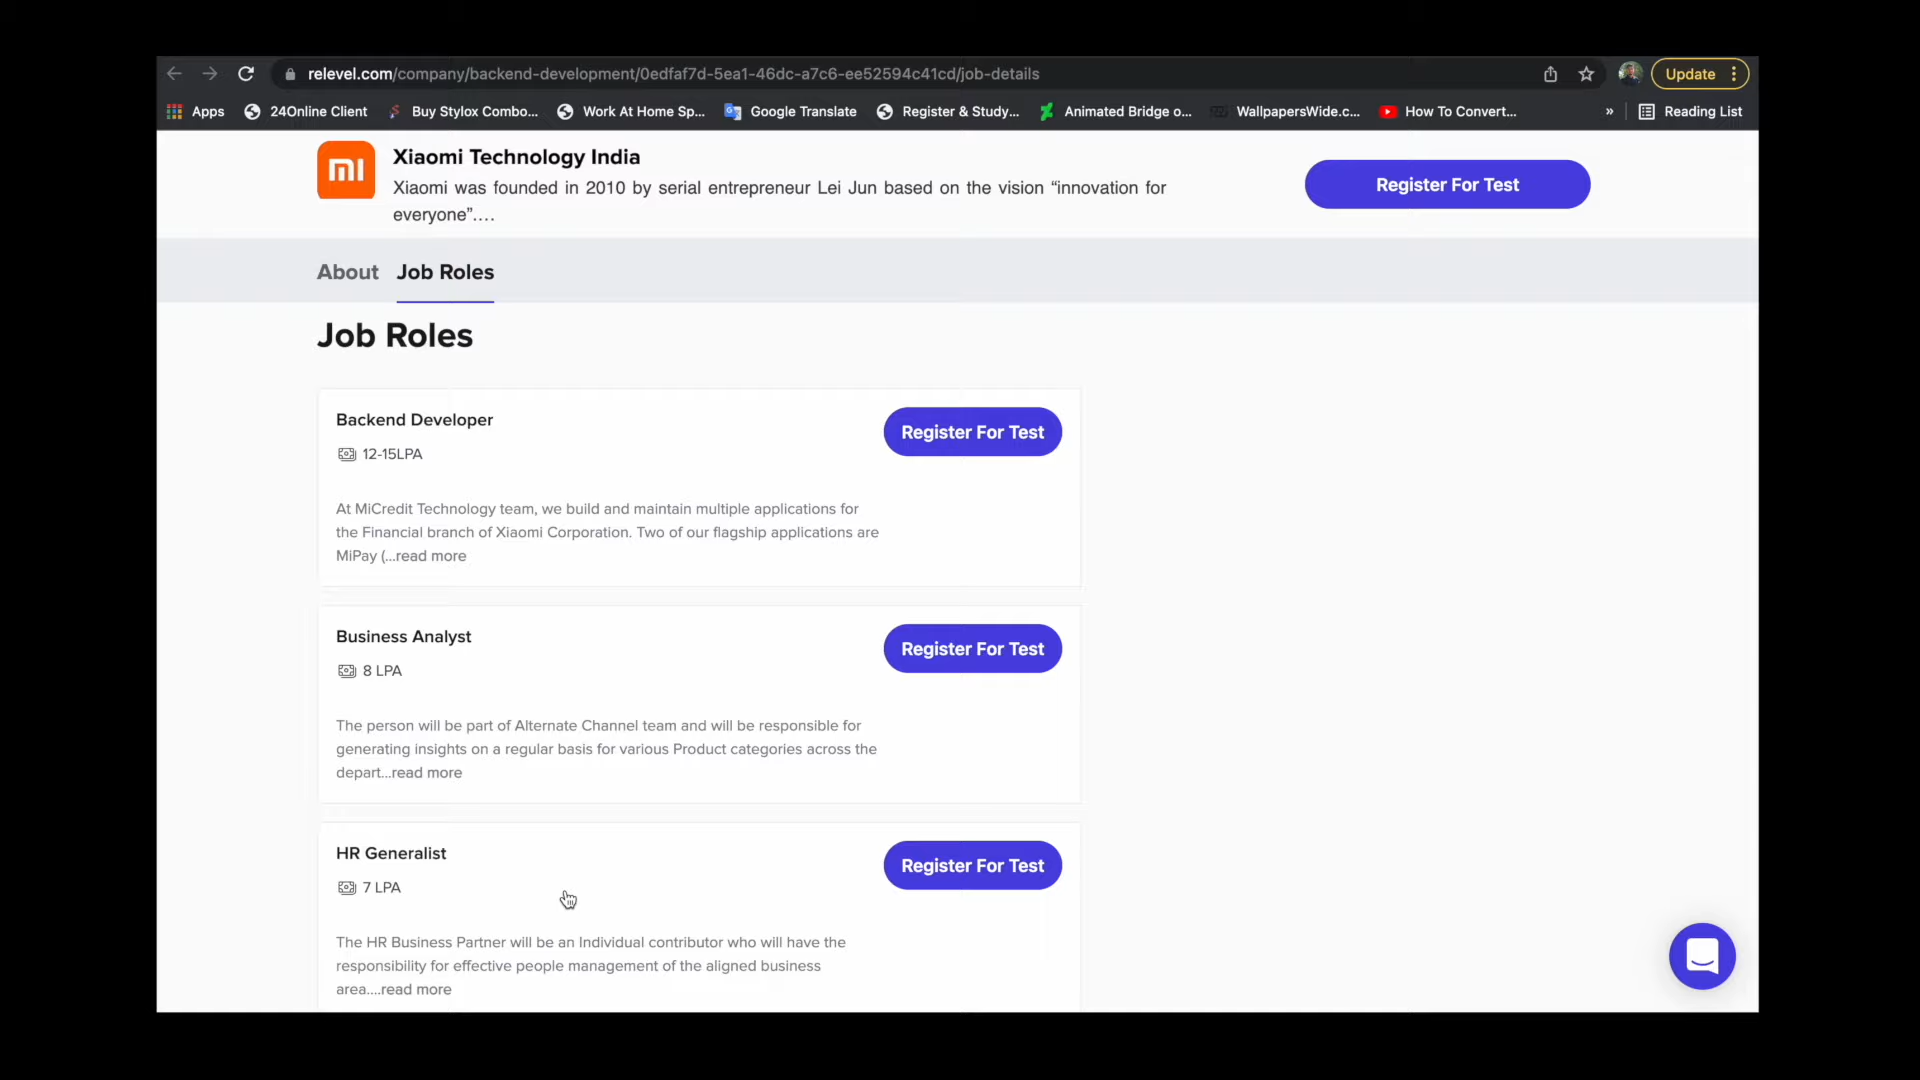 relevel.com/company/backend-development/0edfaf7d-5ea1-46dc-a7c6-ee52594c41cd/job-details
Update
Apps
24Online Client
Buy Stylox Combo...
Work At Home Sp...
Google Translate
Register & Study...
Animated Bridge o...
WallpapersWide.c...
How To Convert...
»
Reading List
mi
Xiaomi Technology India
Xiaomi was founded in 2010 by serial entrepreneur Lei Jun based on the vision “innovation for
everyone”....
Register For Test
About
Job Roles
Job Roles
Backend Developer
Register For Test
12-15LPA
At MiCredit Technology team, we build and maintain multiple applications for
the Financial branch of Xiaomi Corporation. Two of our flagship applications are
MiPay (...read more
Business Analyst
Register For Test
8 LPA
The person will be part of Alternate Channel team and will be responsible for
generating insights on a regular basis for various Product categories across the
depart...read more
HR Generalist
Register For Test
7 LPA
The HR Business Partner will be an Individual contributor who will have the
responsibility for effective people management of the aligned business
area....read more